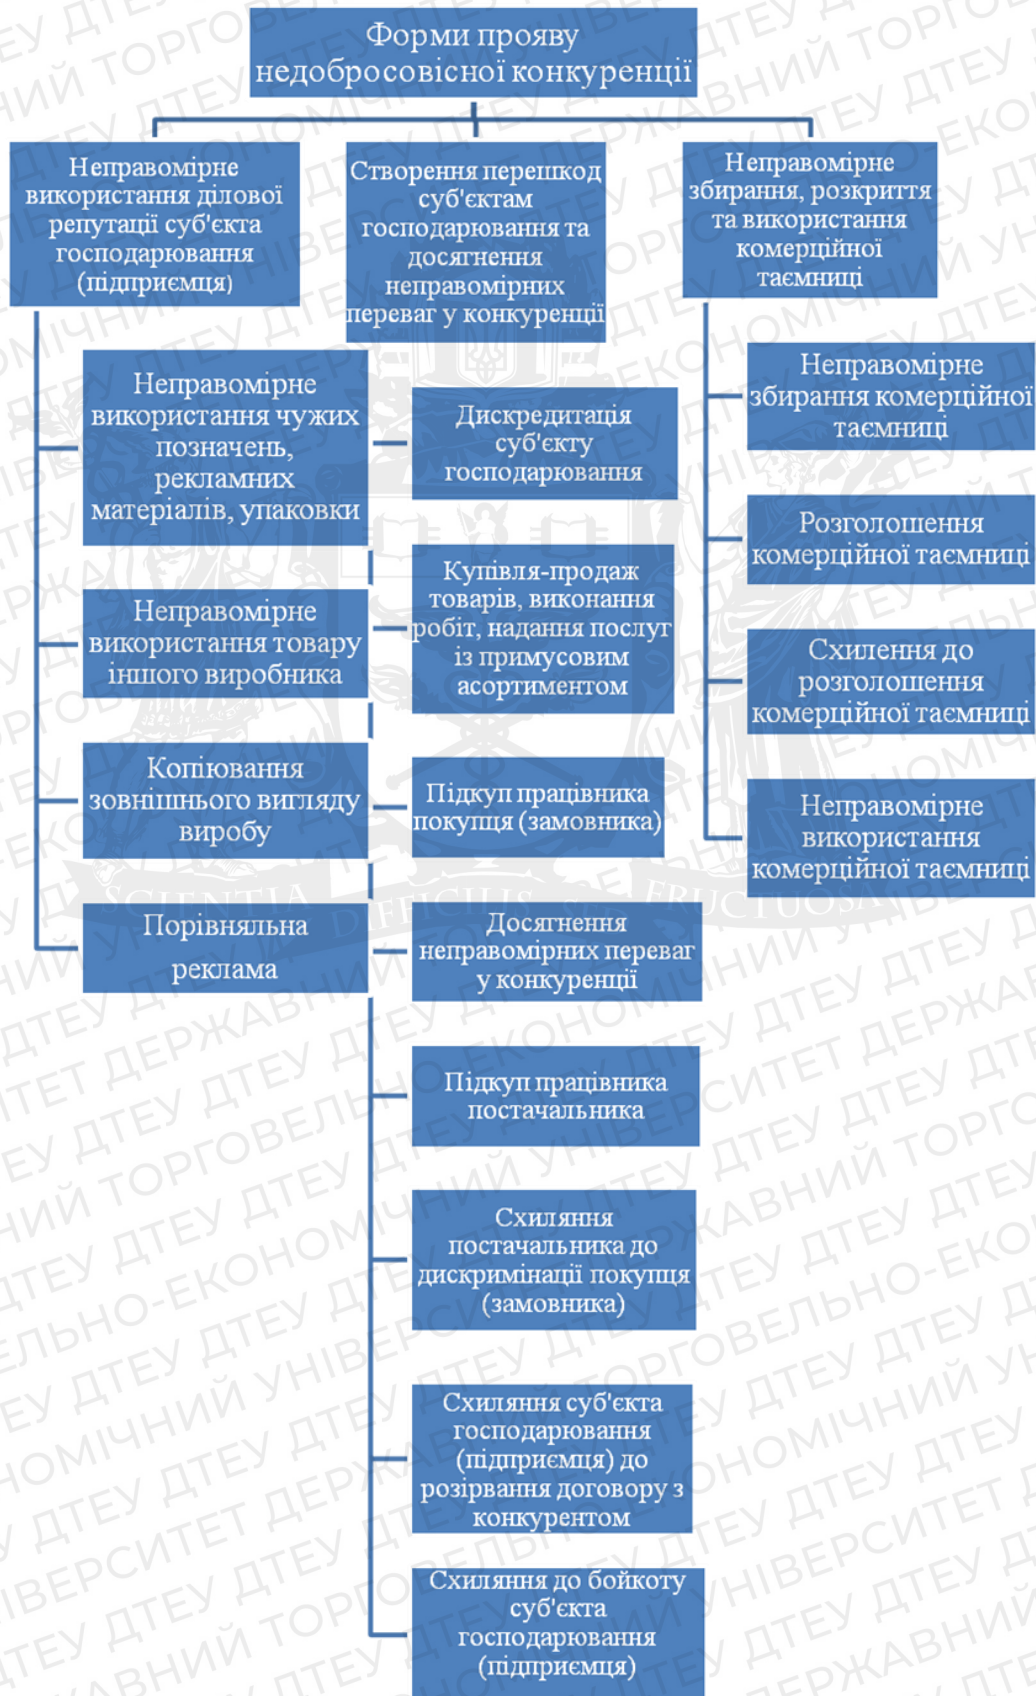 Форми прояву
недобросовісної конкуренції
Неправомірне
використання ділової
репутації суб'єкта
господарювання
(підприємця)
Неправомірне
використання чужих
позначень,
рекламних
матеріалів, упаковки
Неправомірне
використання товару
іншого виробника
Копіювання
зовнішнього вигляду
виробу
Порівняльна
реклама
Створення перешкод
суб'єктам
господарювання та
досягнення
неправомірних
переваг у конкуренції
Дискредитація
суб'єкту
господарювання
Купівля-продаж
товарів, виконання
робіт, надання послуг
із примусовим
асортиментом
Підкуп працівника
покупця (замовника)
Досягнення
неправомірних переваг
у конкуренції
Підкуп працівника
постачальника
Схиляння
постачальника до
дискримінації покупця
(замовника)
Схиляння суб'єкта
господарювання
(підприємця) до
розірвання договору з
конкурентом
Схиляння до бойкоту
суб'єкта
господарювання
(підприємця)
Неправомірне
збирання, розкриття
та використання
комерційної
таємниці
Неправомірне
збирання комерційної
таємниці
Розголошення
комерційної таємниці
Схилення до
розголошення
комерційної таємниці
Неправомірне
використання
комерційної таємниці